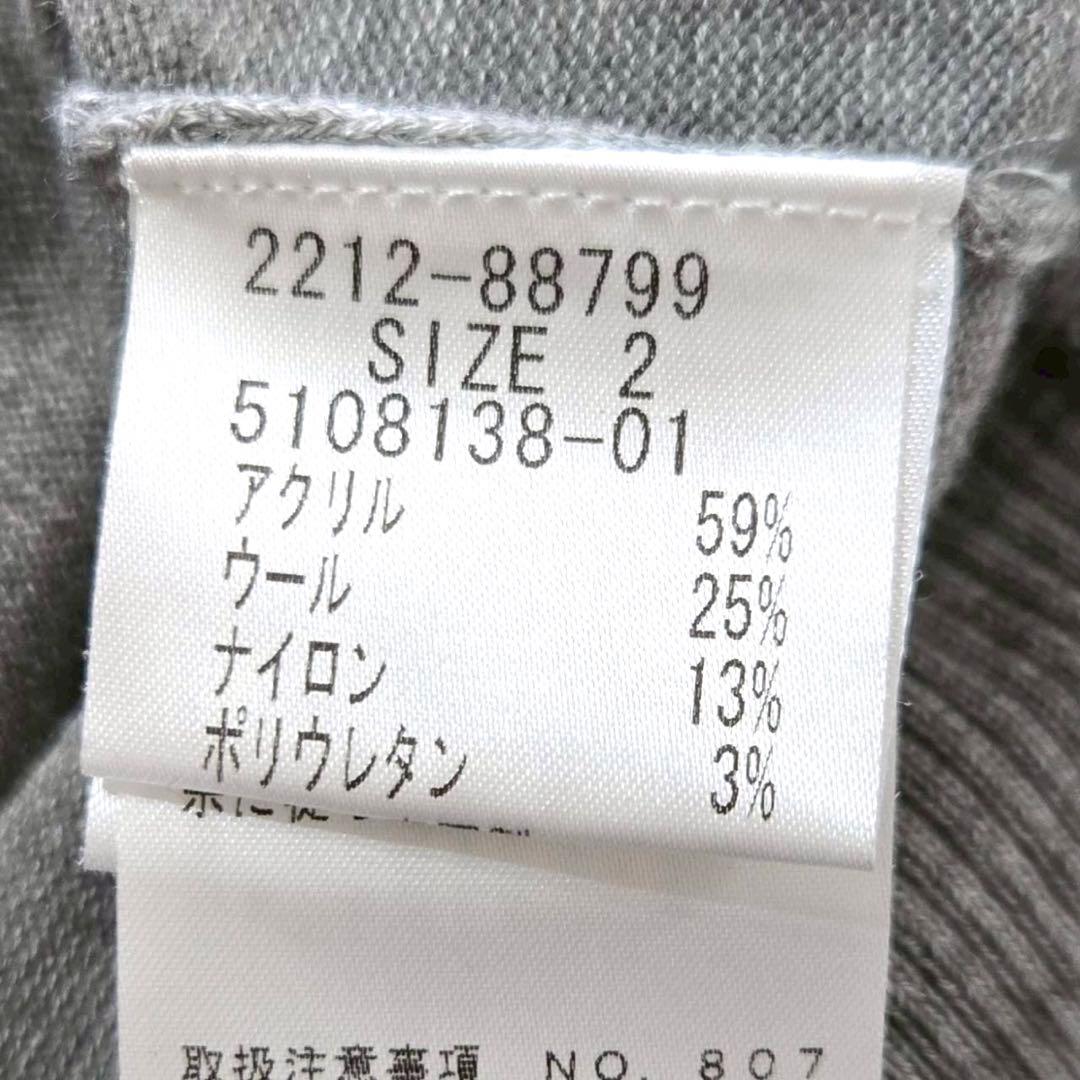 2212-88799
SIZE 2
5108138-01
アクリル 59%
ウール 25%
ナイロン 13%
ポリウレタン 3%
取扱注意事項 NO. 807